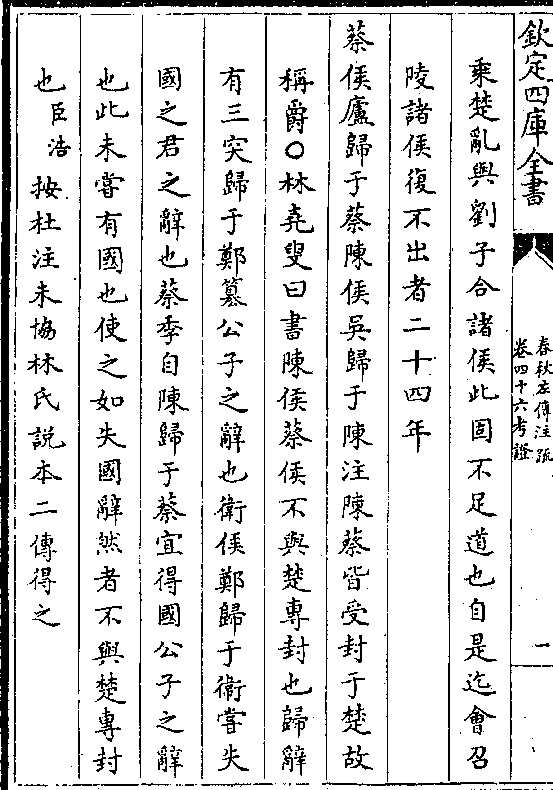 欽定四庫全書
春秋左傳注疏
卷四十六考證
一
乘楚亂與劉子合諸侯此固不足道也自是迄會召
陵諸侯復不出者二十四年
蔡侯廬歸于蔡陳侯吳歸于陳注陳蔡皆受封于楚故
稱爵○林堯叟曰書陳侯蔡侯不與楚專封也歸辭
有三突歸于鄭篡公子之辭也衛侯鄭歸于衞嘗失
國之君之辭也蔡季自陳歸于蔡宜得國公子之辭
也此未嘗有國也使之如失國辭然者不與楚專封
也臣浩按杜注未協林氏説本二傳得之